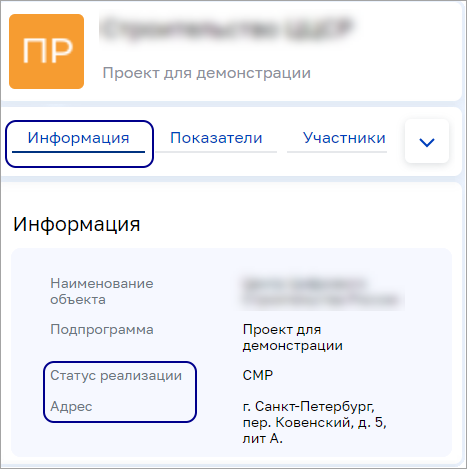 ПР
Проект для демонстрации
Информация Показатели Участники
Информация
Наименование
объекта
Подпрограмма Проект для
демонстрации
Статус реализации СМР
Адрес г. Санкт-Петербург,
пер. Ковенский, д. 5,
лит А.